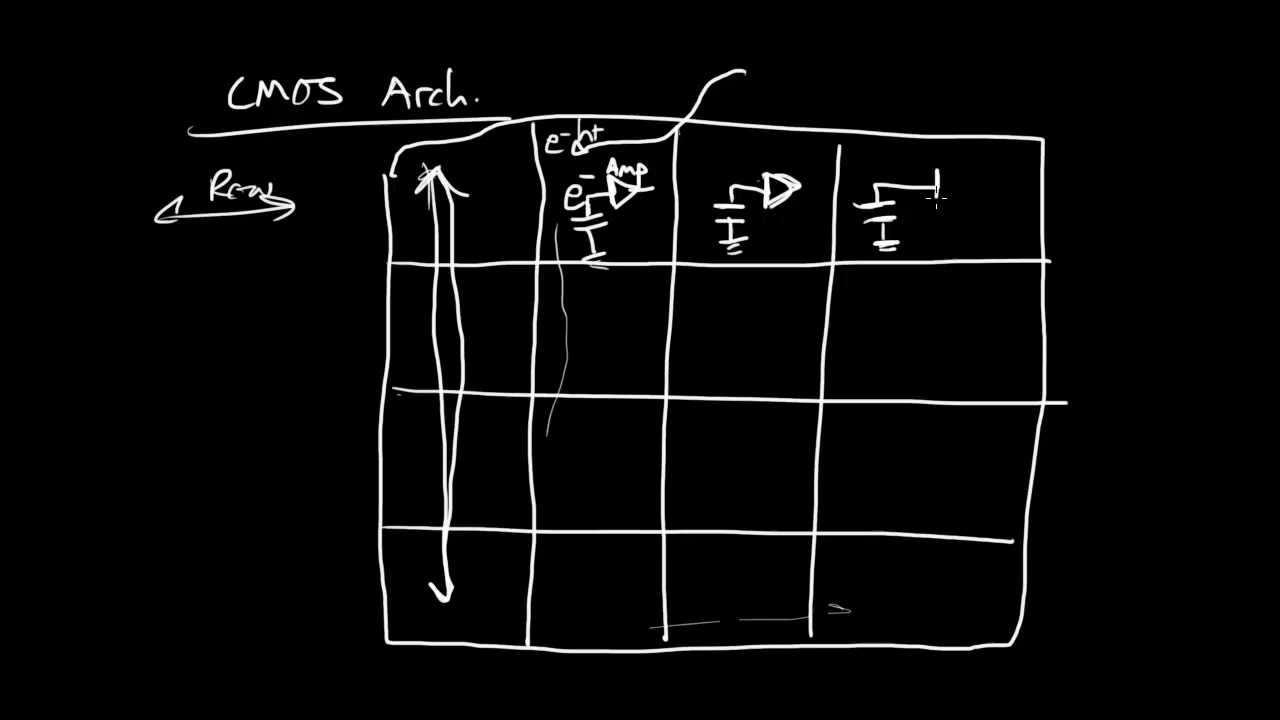 CMOS Arch.
e- h+
Amp
e-
Row